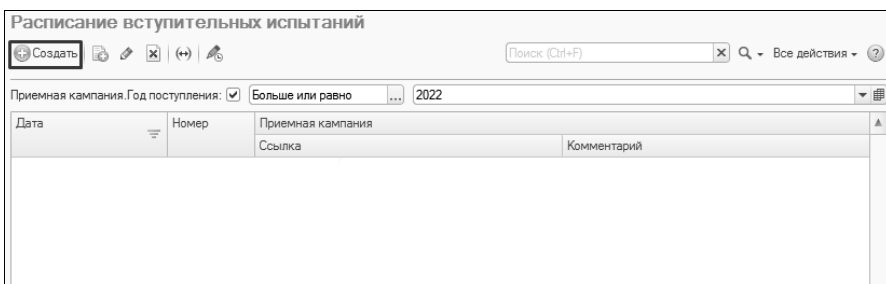 Расписание вступительных испытаний
Создать Поиск (Ctrl+F) Все действия
Приемная кампания.Год поступления: Больше или равно ... 2022
Дата Номер Приемная кампания
Ссылка Комментарий